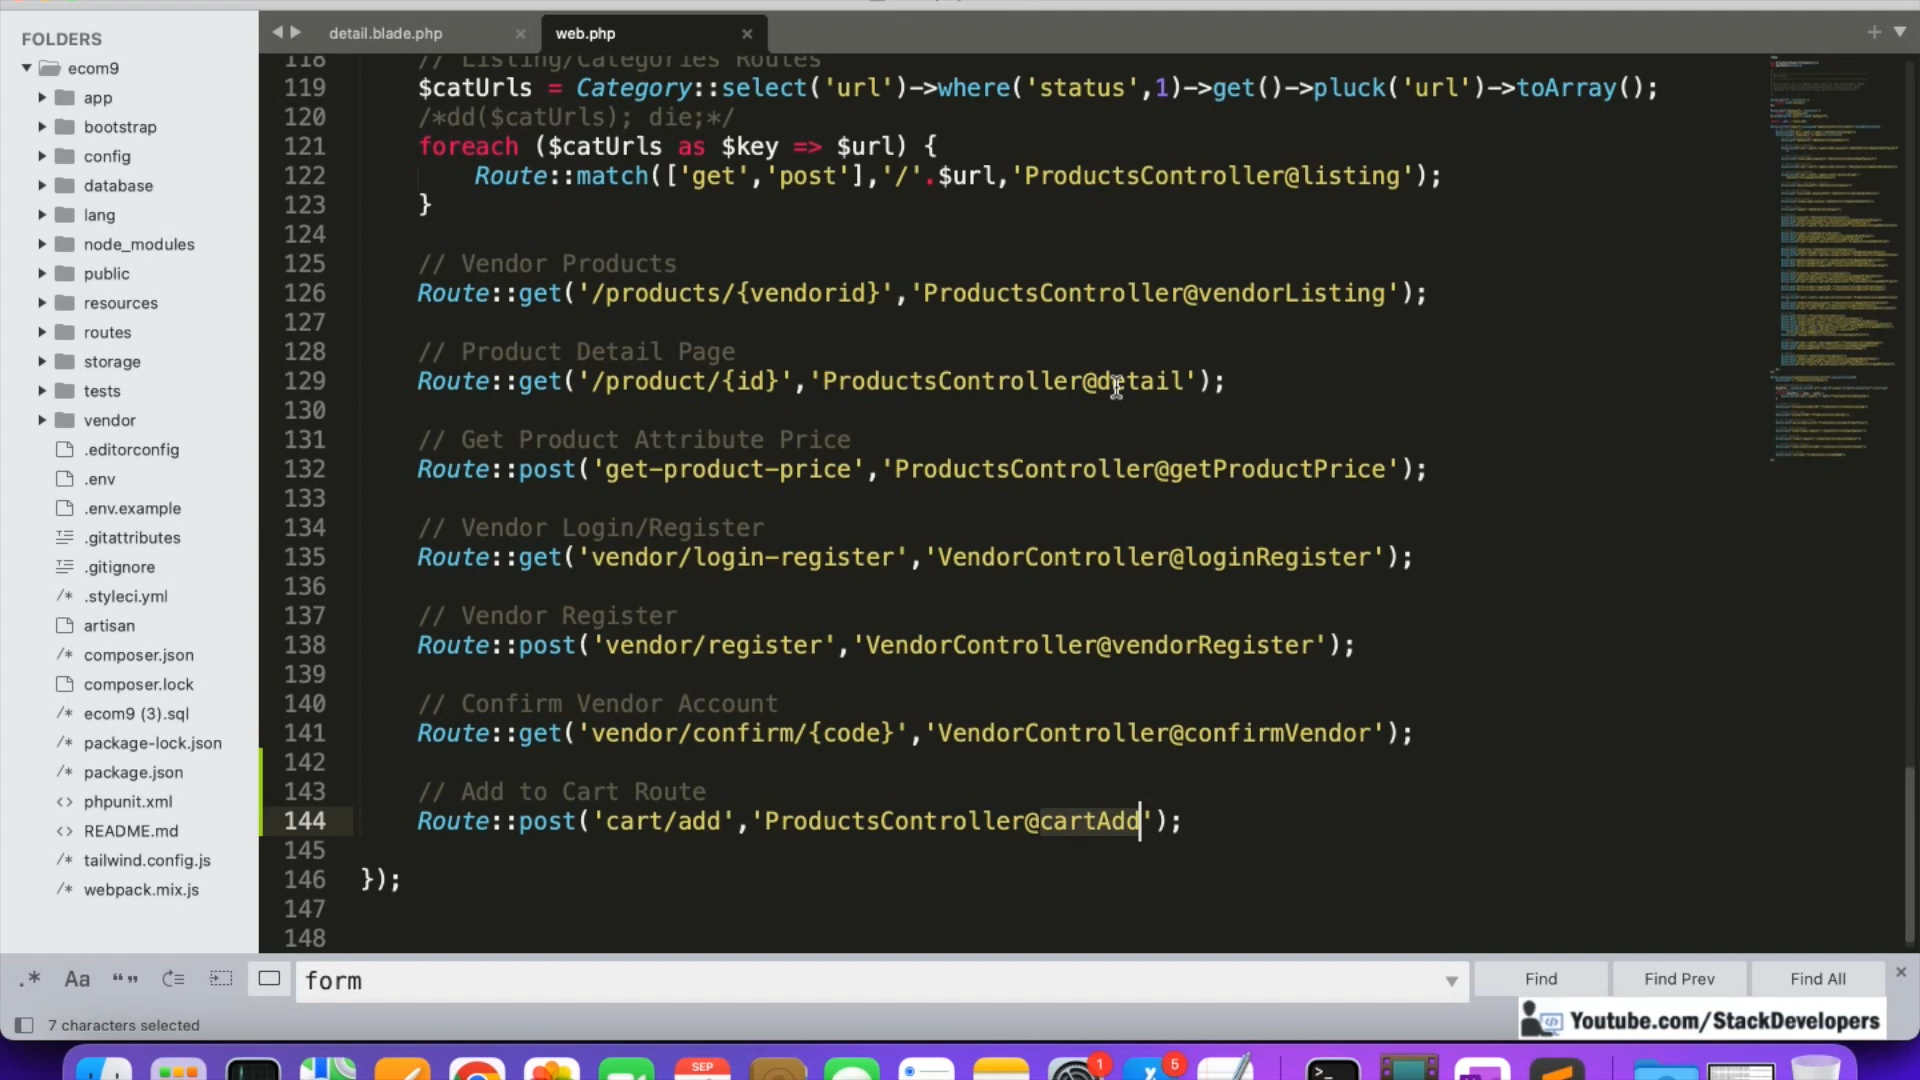 FOLDERS
ecom9
app
bootstrap
config
database
lang
node_modules
public
resources
routes
storage
tests
vendor
.editorconfig
.env
.env.example
.gitattributes
.gitignore
.styleci.yml
artisan
composer.json
composer.lock
ecom9 (3).sql
package-lock.json
package.json
phpunit.xml
README.md
tailwind.config.js
webpack.mix.js
detail.blade.php
web.php
118 // Listing/Categories Routes
119 $catUrls = Category::select('url')->where('status',1)->get()->pluck('url')->toArray();
120 /*dd($catUrls); die;*/
121 foreach ($catUrls as $key => $url) {
122 Route::match(['get','post'],'/'.$url,'ProductsController@listing');
123 }
124
125 // Vendor Products
126 Route::get('/products/{vendorid}','ProductsController@vendorListing');
127
128 // Product Detail Page
129 Route::get('/product/{id}','ProductsController@detail');
130
131 // Get Product Attribute Price
132 Route::post('get-product-price','ProductsController@getProductPrice');
133
134 // Vendor Login/Register
135 Route::get('vendor/login-register','VendorController@loginRegister');
136
137 // Vendor Register
138 Route::post('vendor/register','VendorController@vendorRegister');
139
140 // Confirm Vendor Account
141 Route::get('vendor/confirm/{code}','VendorController@confirmVendor');
142
143 // Add to Cart Route
144 Route::post('cart/add','ProductsController@cartAdd');
145
146 });
147
148
.* Aa “” form Find Find Prev Find All
7 characters selected
Youtube.com/StackDevelopers
SEP
1
5